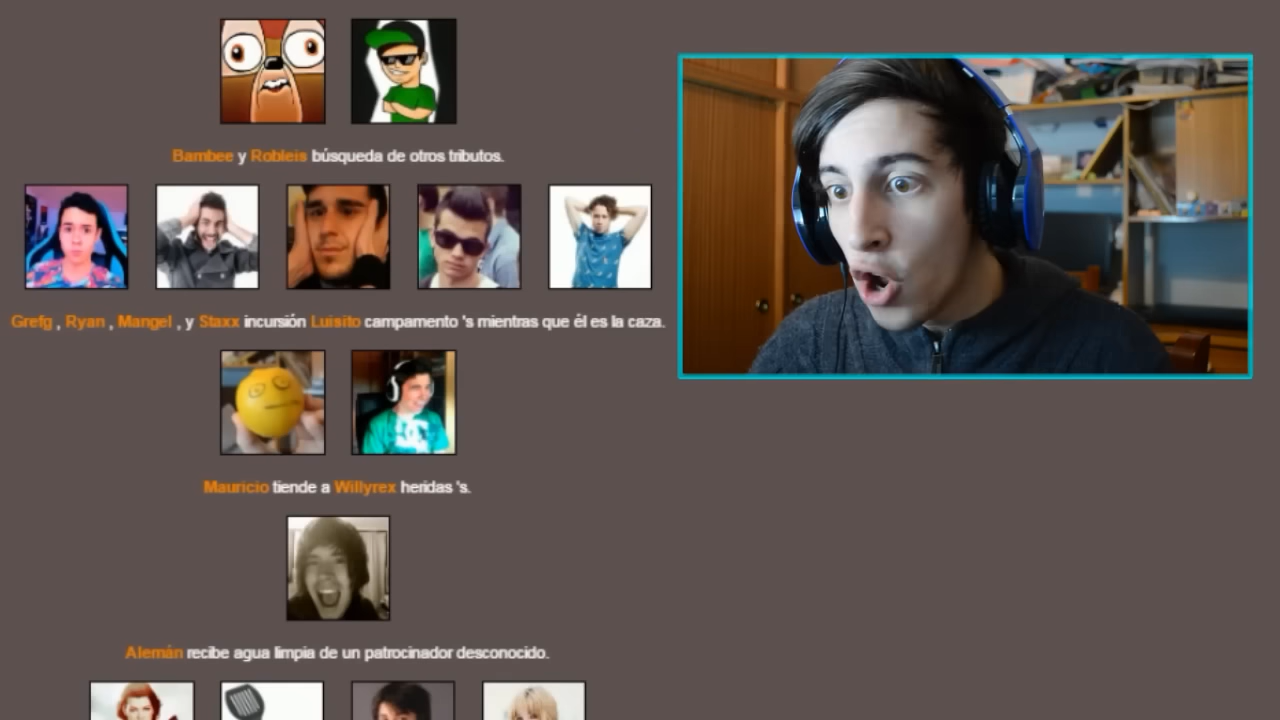 Bambee y Robleis búsqueda de otros tributos.
Grefg , Ryan , Mangel , y Staxx incursión Luisito campamento 's mientras que él es la caza.
Mauricio tiende a Willyrex heridas 's.
Alemán recibe agua limpia de un patrocinador desconocido.